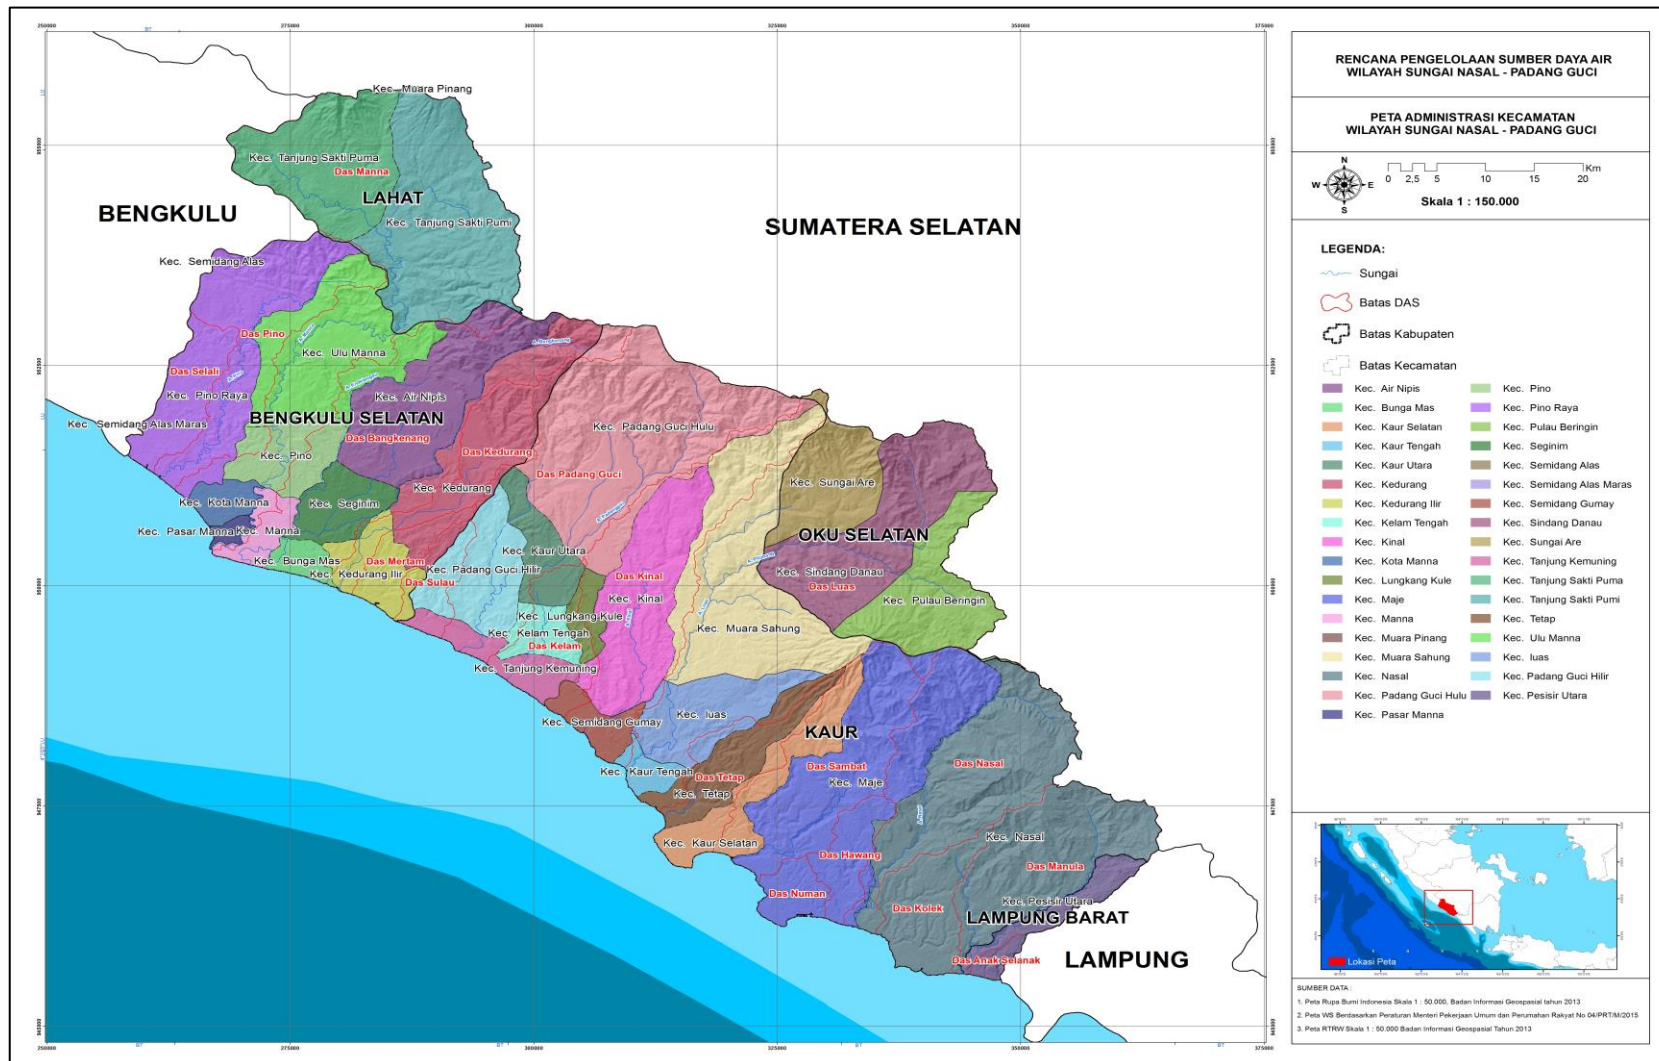 RENCANA PENGELOLAAN SUMBER DAYA AIR
WILAYAH SUNGAI NASAL - PADANG GUCI
PETA ADMINISTRASI KECAMATAN
WILAYAH SUNGAI NASAL - PADANG GUCI
N
W E
S
Km
0 2,5 5 10 15 20
Skala 1 : 150.000
LEGENDA:
Sungai
Batas DAS
Batas Kabupaten
Batas Kecamatan
Kec. Air Nipis
Kec. Bunga Mas
Kec. Kaur Selatan
Kec. Kaur Tengah
Kec. Kaur Utara
Kec. Kedurang
Kec. Kedurang Ilir
Kec. Kelam Tengah
Kec. Kinal
Kec. Kota Manna
Kec. Lungkang Kule
Kec. Maje
Kec. Manna
Kec. Muara Pinang
Kec. Muara Sahung
Kec. Nasal
Kec. Padang Guci Hulu
Kec. Pasar Manna
Kec. Pino
Kec. Pino Raya
Kec. Pulau Beringin
Kec. Seginim
Kec. Semidang Alas
Kec. Semidang Alas Maras
Kec. Semidang Gumay
Kec. Sindang Danau
Kec. Sungai Are
Kec. Tanjung Kemuning
Kec. Tanjung Sakti Puma
Kec. Tanjung Sakti Pumi
Kec. Tetap
Kec. Ulu Manna
Kec. luas
Kec. Padang Guci Hilir
Kec. Pesisir Utara
Lokasi Peta
SUMBER DATA :
1. Peta Rupa Bumi Indonesia Skala 1 : 50.000, Badan Informasi Geospasial tahun 2013
2. Peta WS Berdasarkan Peraturan Menteri Pekerjaan Umum dan Perumahan Rakyat No 04/PRT/M/2015
3. Peta RTRW Skala 1 : 50.000 Badan Informasi Geospasial Tahun 2013
250000 275000 300000 325000 350000 375000
Kec. Muara Pinang
Kec. Tanjung Sakti Puma
Das Manna
LAHAT
BENGKULU
Kec. Tanjung Sakti Pumi
SUMATERA SELATAN
Kec. Semidang Alas
Das Pino
Kec. Ulu Manna
Das Selali
Kec. Pino Raya
Kec. Air Nipis
BENGKULU SELATAN
Kec. Semidang Alas Maras
Das Bangkenang
Kec. Padang Guci Hulu
Kec. Pino
Das Kedurang
Das Padang Guci
Kec. Sungai Are
Kec. Kedurang
Kec. Kota Manna
Kec. Seginim
Kec. Pasar Manna
Kec. Manna
OKU SELATAN
Kec. Kaur Utara
Kec. Bunga Mas
Das Mertam
Kec. Padang Guci Hilir
Kec. Kedurang Ilir
Das Sulau
Das Kinal
Kec. Sindang Danau
Das Luas
Kec. Kinal
Kec. Pulau Beringin
Kec. Lungkang Kule
Kec. Kelam Tengah
Kec. Muara Sahung
Das Kelam
Kec. Tanjung Kemuning
Kec. Semidang Gumay
Kec. luas
KAUR
Kec. Kaur Tengah
Das Tetap
Das Sambat
Das Nasal
Kec. Maje
Kec. Tetap
Kec. Kaur Selatan
Kec. Nasal
Das Hawang
Das Manula
Das Numan
Kec. Pesisir Utara
Das Kolek
LAMPUNG BARAT
Das Anak Selanak
LAMPUNG
250000 275000 300000 325000 350000 375000